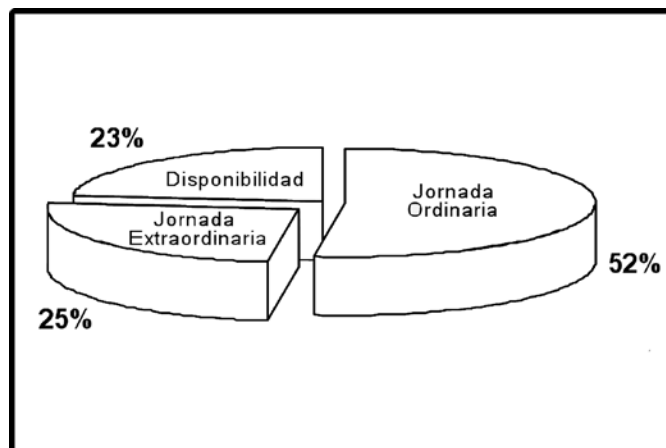 23%
Disponibilidad
Jornada
Ordinaria
Jornada
Extraordinaria
52%
25%